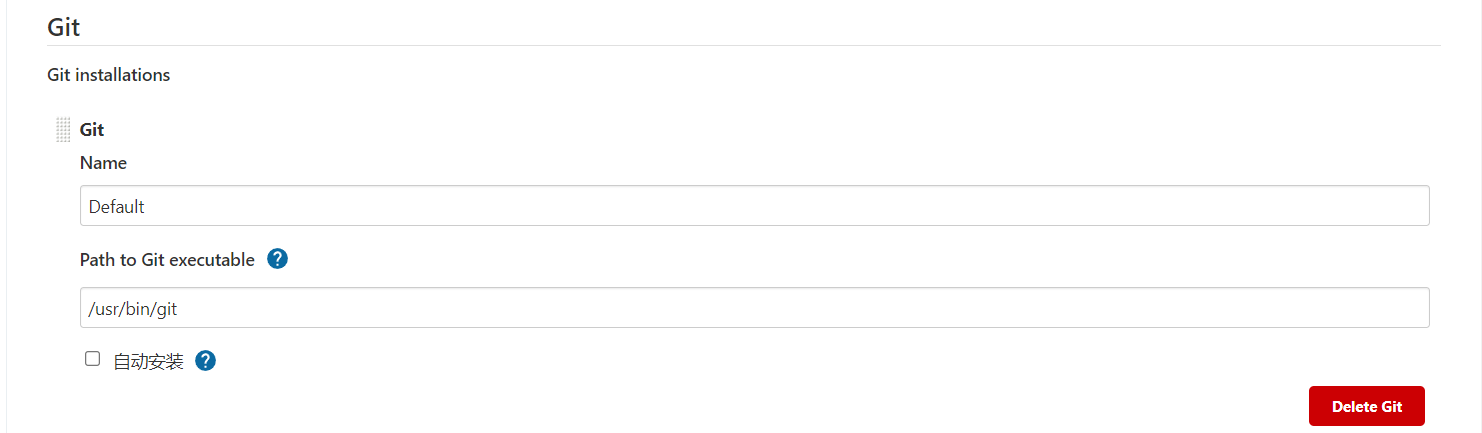 Git
Git installations
Git
Name
Default
Path to Git executable ?
/usr/bin/git
自动安装 ?
Delete Git